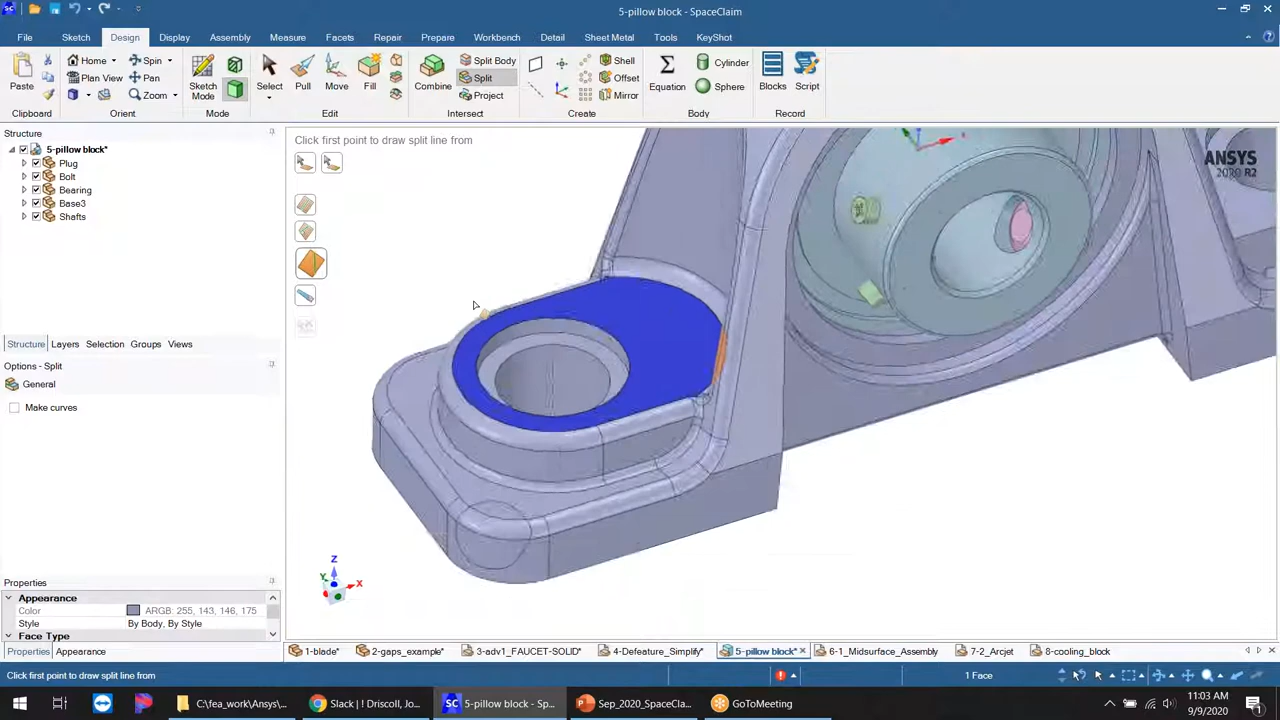 5-pillow block - SpaceClaim
File Sketch Design Display Assembly Measure Facets Repair Prepare Workbench Detail Sheet Metal Tools KeyShot
Home Spin Split Body Shell Cylinder
Paste Plan View Pan Sketch Mode Select Pull Move Fill Combine Split Offset Equation Sphere Blocks Script
Zoom Project Mirror
Clipboard Orient Mode Edit Intersect Create Body Record
Structure
Click first point to draw split line from
5-pillow block*
Plug
Bolt
Bearing
Base3
Shafts
ANSYS
2020 R2
Structure Layers Selection Groups Views
Options - Split
General
Make curves
Z
Y
X
Properties
Appearance
Color ARGB: 255, 143, 146, 175
Style By Body, By Style
Face Type
Properties Appearance
1-blade* 2-gaps_example* 3-adv1_FAUCET-SOLID* 4-Defeature_Simplify* 5-pillow block* 6-1_Midsurface_Assembly 7-2_Arcjet 8-cooling_block
Click first point to draw split line from 1 Face
C:\fea_work\Ansys\... Slack | ! Driscoll, Jo... 5-pillow block - Sp... Sep_2020_SpaceCla... GoToMeeting
11:03 AM
9/9/2020